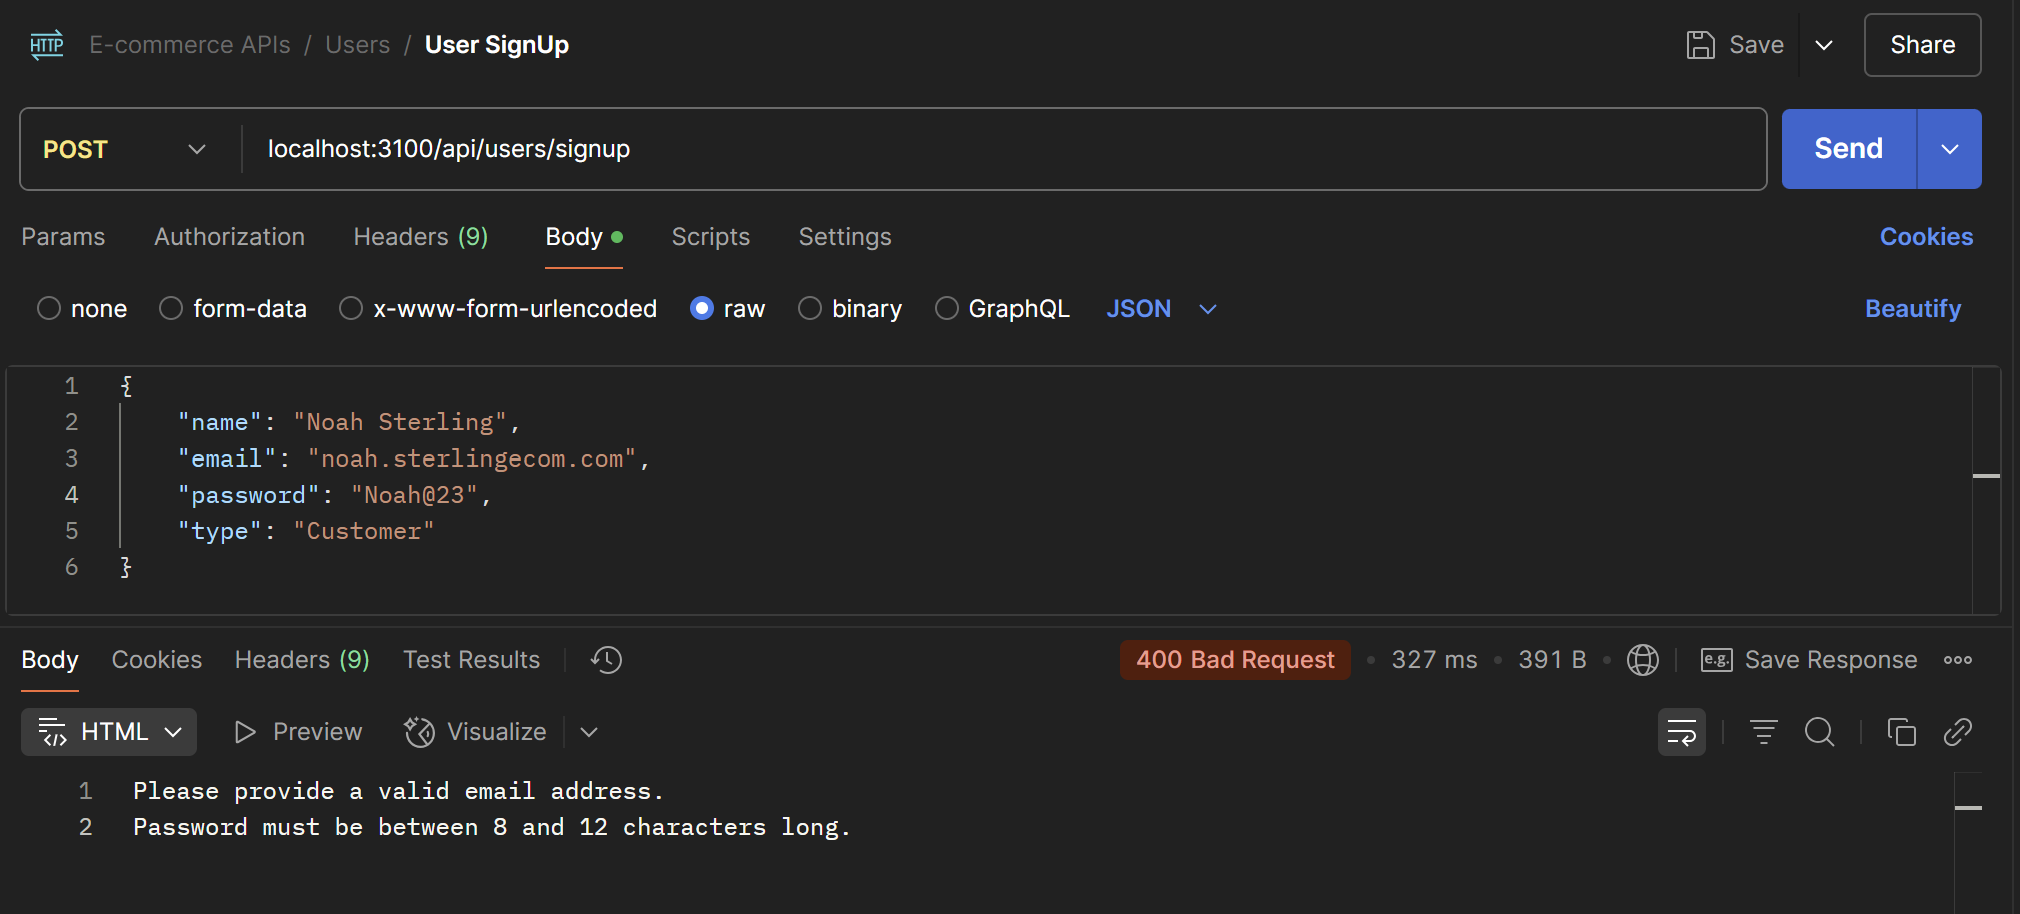 HTTP E-commerce APIs / Users / User SignUp Save Share
POST localhost:3100/api/users/signup Send
Params Authorization Headers (9) Body Scripts Settings Cookies
none form-data x-www-form-urlencoded raw binary GraphQL JSON Beautify
1 {
2 "name": "Noah Sterling",
3 "email": "noah.sterlingecom.com",
4 "password": "Noah@23",
5 "type": "Customer"
6 }
Body Cookies Headers (9) Test Results 400 Bad Request • 327 ms • 391 B • e.g. Save Response
HTML Preview Visualize
1 Please provide a valid email address.
2 Password must be between 8 and 12 characters long.